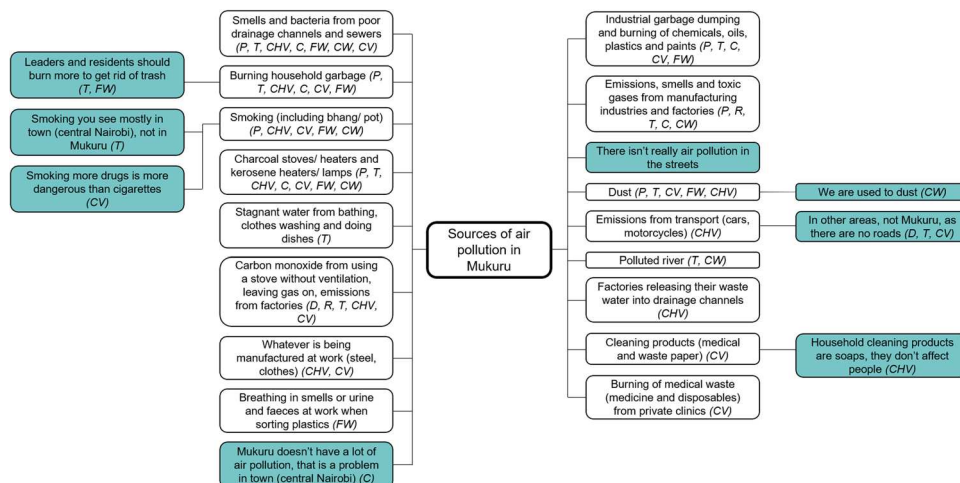 Smells and bacteria from poor
drainage channels and sewers
(P, T, CHV, C, FW, CW, CV)
Leaders and residents should
burn more to get rid of trash
(T, FW)
Burning household garbage (P,
T, CHV, C, CV, FW)
Smoking you see mostly in
town (central Nairobi), not in
Mukuru (T)
Smoking (including bhang/ pot)
(P, CHV, CV, FW, CW)
Smoking more drugs is more
dangerous than cigarettes
(CV)
Charcoal stoves/ heaters and
kerosene heaters/ lamps (P, T,
CHV, C, CV, FW, CW)
Stagnant water from bathing,
clothes washing and doing
dishes (T)
Carbon monoxide from using
a stove without ventilation,
leaving gas on, emissions
from factories (D, R, T, CHV,
CV)
Whatever is being
manufactured at work (steel,
clothes) (CHV, CV)
Breathing in smells or urine
and faeces at work when
sorting plastics (FW)
Mukuru doesn't have a lot of
air pollution, that is a problem
in town (central Nairobi) (C)
Sources of air
pollution in
Mukuru
Industrial garbage dumping
and burning of chemicals, oils,
plastics and paints (P, T, C,
CV, FW)
Emissions, smells and toxic
gases from manufacturing
industries and factories (P, R,
T, C, CW)
There isn't really air pollution in
the streets
Dust (P, T, CV, FW, CHV)
We are used to dust (CW)
Emissions from transport (cars,
motorcycles) (CHV)
In other areas, not Mukuru, as
there are no roads (D, T, CV)
Polluted river (T, CW)
Factories releasing their waste
water into drainage channels
(CHV)
Cleaning products (medical
and waste paper) (CV)
Household cleaning products
are soaps, they don't affect
people (CHV)
Burning of medical waste
(medicine and disposables)
from private clinics (CV)